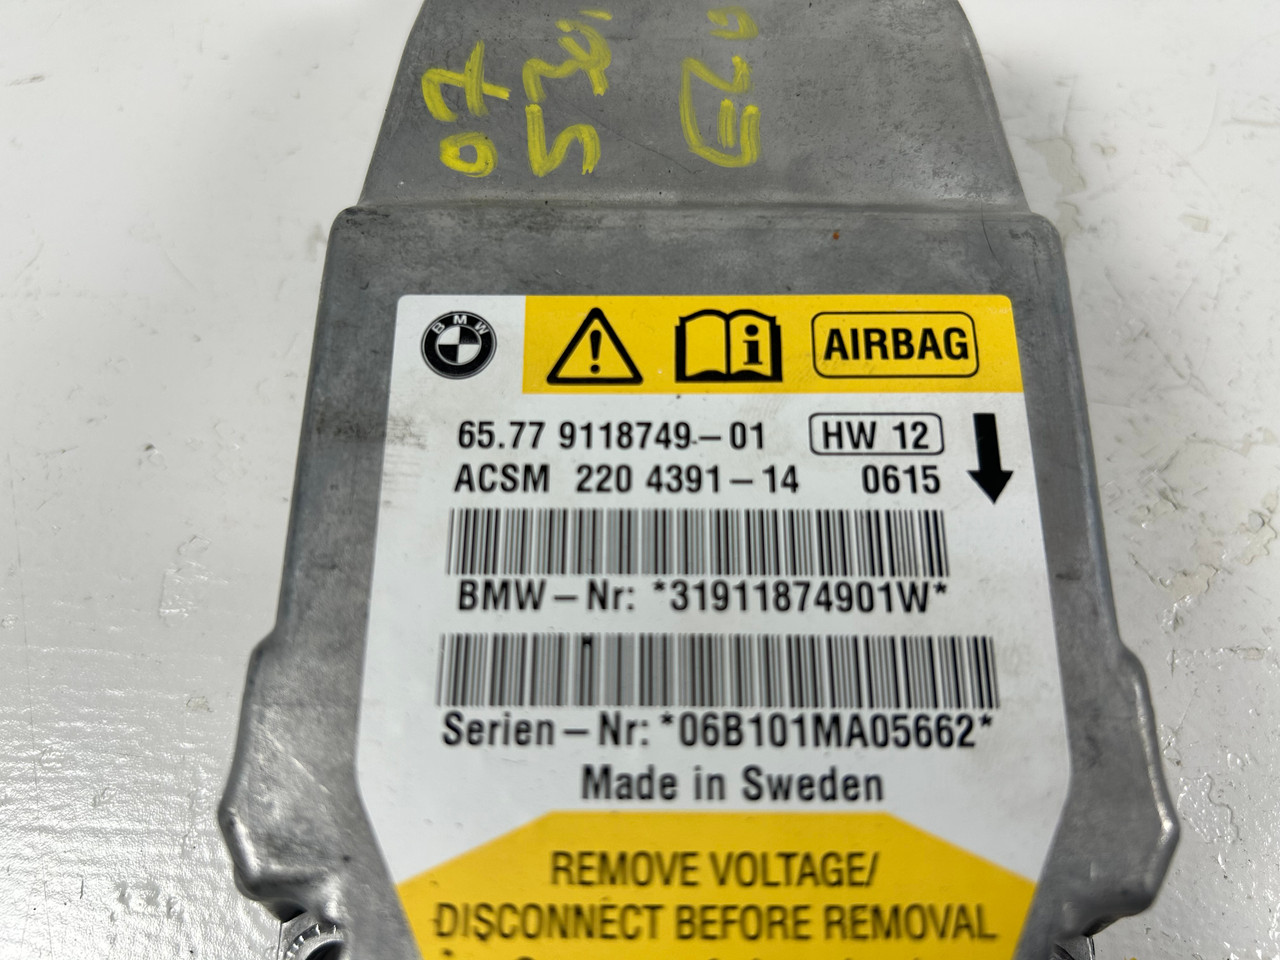 07
530i
E60
BMW
AIRBAG
65.77 9118749-01 HW 12
ACSM 220 4391-14 0615
BMW-Nr: *31911874901W*
Serien-Nr: *06B101MA05662*
Made in Sweden
REMOVE VOLTAGE/
DISCONNECT BEFORE REMOVAL